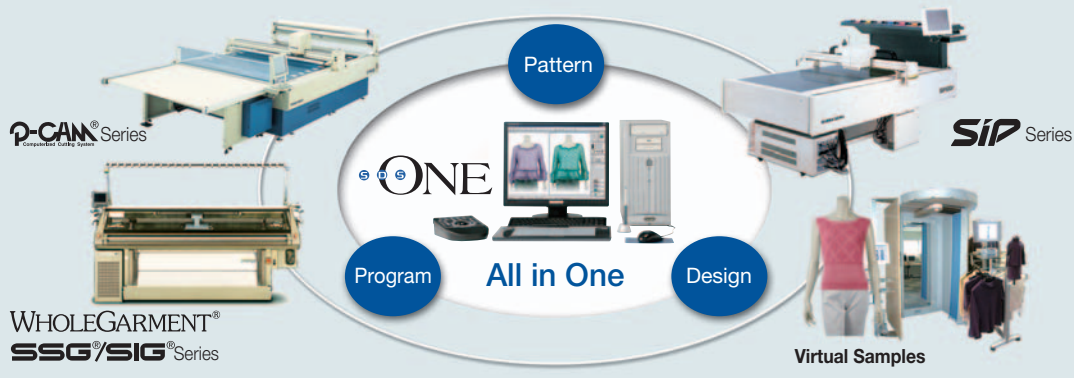 Pattern
P-CAM® Series
Computerized Cutting System
SIP Series
SDS ONE
Program
All in One
Design
WHOLEGARMENT®
SSG®/SIG® Series
Virtual Samples